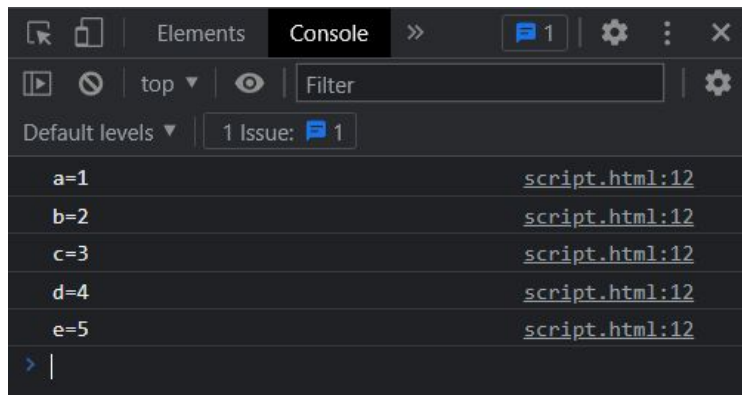 Elements Console » 1
top ▼ Filter
Default levels ▼ 1 Issue: 1
a=1 script.html:12
b=2 script.html:12
c=3 script.html:12
d=4 script.html:12
e=5 script.html:12
>